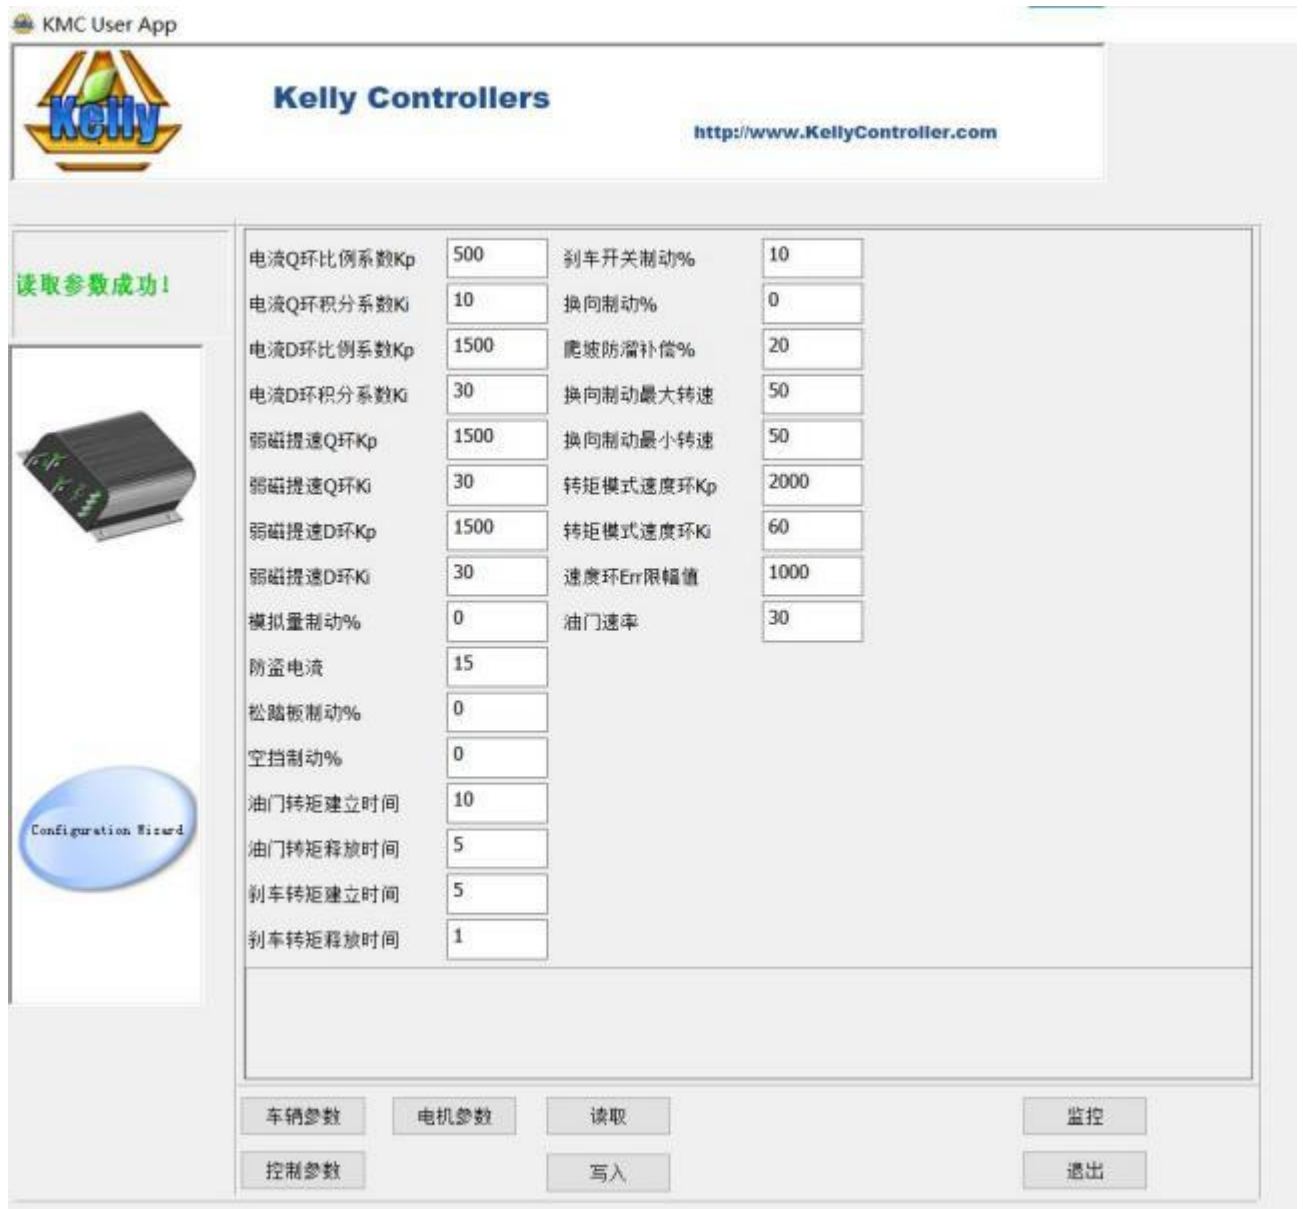 KMC User App
Kelly
Kelly Controllers
http://www.KellyController.com
读取参数成功!
Configuration Wizard
电流Q环比例系数Kp 500 刹车开关制动% 10
电流Q环积分系数Ki 10 换向制动% 0
电流D环比例系数Kp 1500 爬坡防溜补偿% 20
电流D环积分系数Ki 30 换向制动最大转速 50
弱磁提速Q环Kp 1500 换向制动最小转速 50
弱磁提速Q环Ki 30 转矩模式速度环Kp 2000
弱磁提速D环Kp 1500 转矩模式速度环Ki 60
弱磁提速D环Ki 30 速度环Err限幅值 1000
模拟量制动% 0 油门速率 30
防盗电流 15
松踏板制动% 0
空挡制动% 0
油门转矩建立时间 10
油门转矩释放时间 5
刹车转矩建立时间 5
刹车转矩释放时间 1
车辆参数 电机参数 读取 监控
控制参数 写入 退出